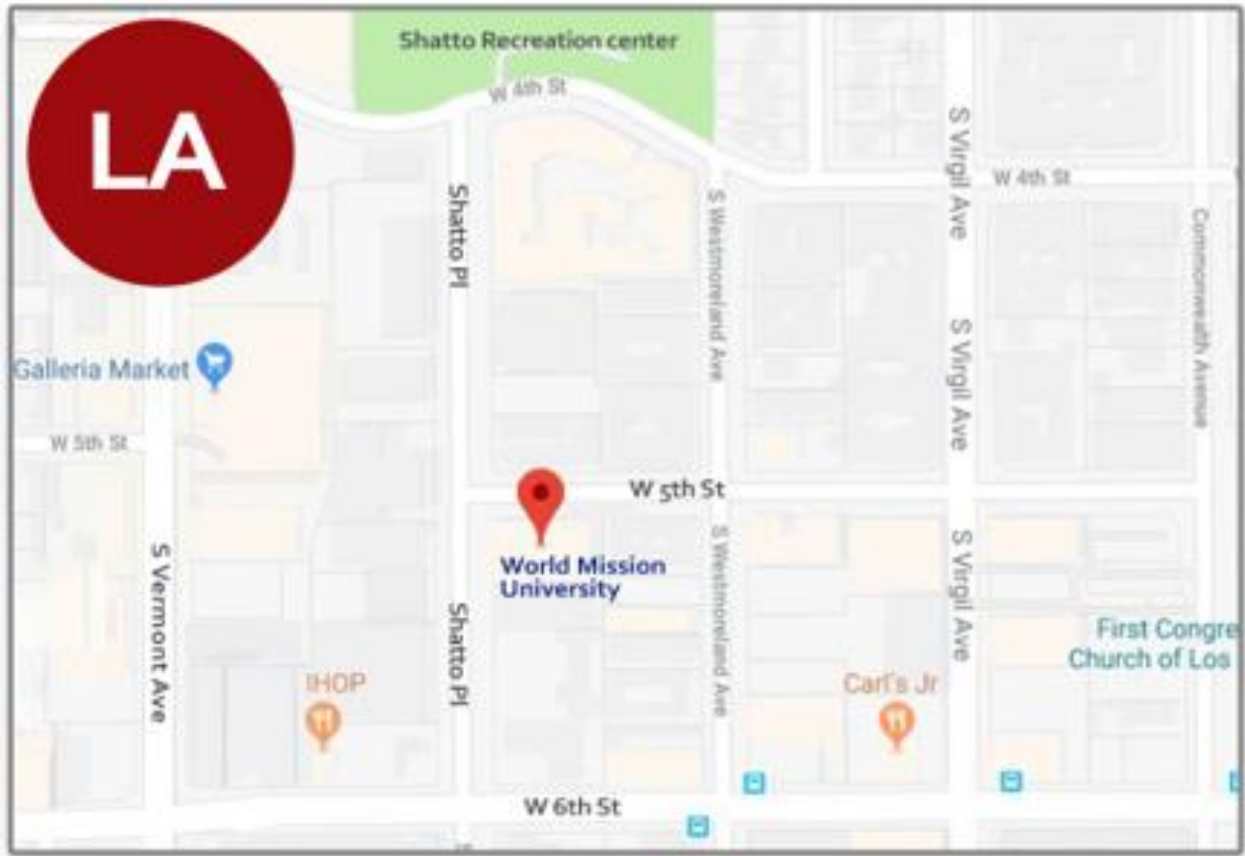 LA
Shatto Recreation center
W 4th St
W 4th St
S Virgil Ave
Shatto Pl
S Westmoreland Ave
Commonwealth Avenue
Galleria Market
S Virgil Ave
W 5th St
W 5th St
World Mission
University
S Vermont Ave
Shatto Pl
S Westmoreland Ave
S Virgil Ave
First Congre
Church of Los
IHOP
Carl's Jr
W 6th St